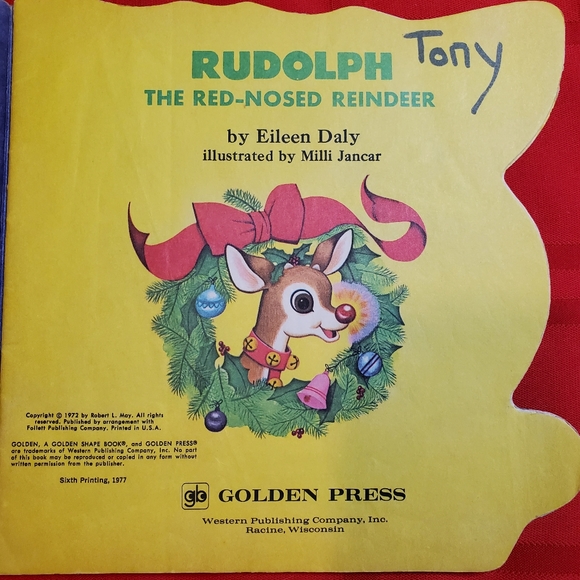 RUDOLPH Tony
THE RED-NOSED REINDEER
by Eileen Daly
illustrated by Milli Jancar
Copyright © 1972 by Robert L. May. All rights
reserved. Published by arrangement with
Follett Publishing Company. Printed in U.S.A.
GOLDEN, A GOLDEN SHAPE BOOK®, and GOLDEN PRESS®
are trademarks of Western Publishing Company, Inc. No part
of this book may be reproduced or copied in any form without
written permission from the publisher.
Sixth Printing, 1977
gb GOLDEN PRESS
Western Publishing Company, Inc.
Racine, Wisconsin